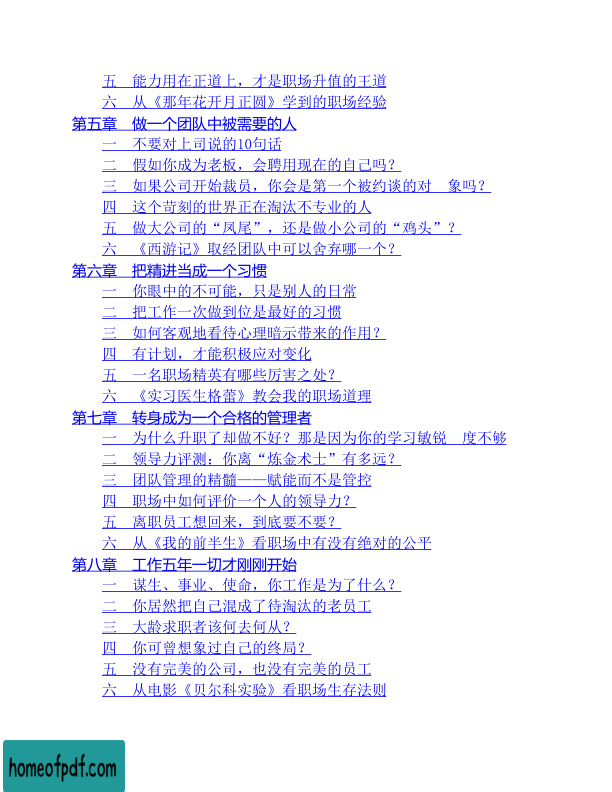 五　能力用在正道上，才是职场升值的王道
六　从《那年花开月正圆》学到的职场经验
第五章　做一个团队中被需要的人
一　不要对上司说的10句话
二　假如你成为老板，会聘用现在的自己吗？
三　如果公司开始裁员，你会是第一个被约谈的对　象吗？
四　这个苛刻的世界正在淘汰不专业的人
五　做大公司的“凤尾”，还是做小公司的“鸡头”？
六　《西游记》取经团队中可以舍弃哪一个？
第六章　把精进当成一个习惯
一　你眼中的不可能，只是别人的日常
二　把工作一次做到位是最好的习惯
三　如何客观地看待心理暗示带来的作用？
四　有计划，才能积极应对变化
五　一名职场精英有哪些厉害之处？
六　《实习医生格蕾》教会我的职场道理
第七章　转身成为一个合格的管理者
一　为什么升职了却做不好？那是因为你的学习敏锐　度不够
二　领导力评测：你离“炼金术士”有多远？
三　团队管理的精髓——赋能而不是管控
四　职场中如何评价一个人的领导力？
五　离职员工想回来，到底要不要？
六　从《我的前半生》看职场中有没有绝对的公平
第八章　工作五年一切才刚刚开始
一　谋生、事业、使命，你工作是为了什么？
二　你居然把自己混成了待淘汰的老员工
三　大龄求职者该何去何从？
四　你可曾想象过自己的终局？
五　没有完美的公司，也没有完美的员工
六　从电影《贝尔科实验》看职场生存法则
homeofpdf.com